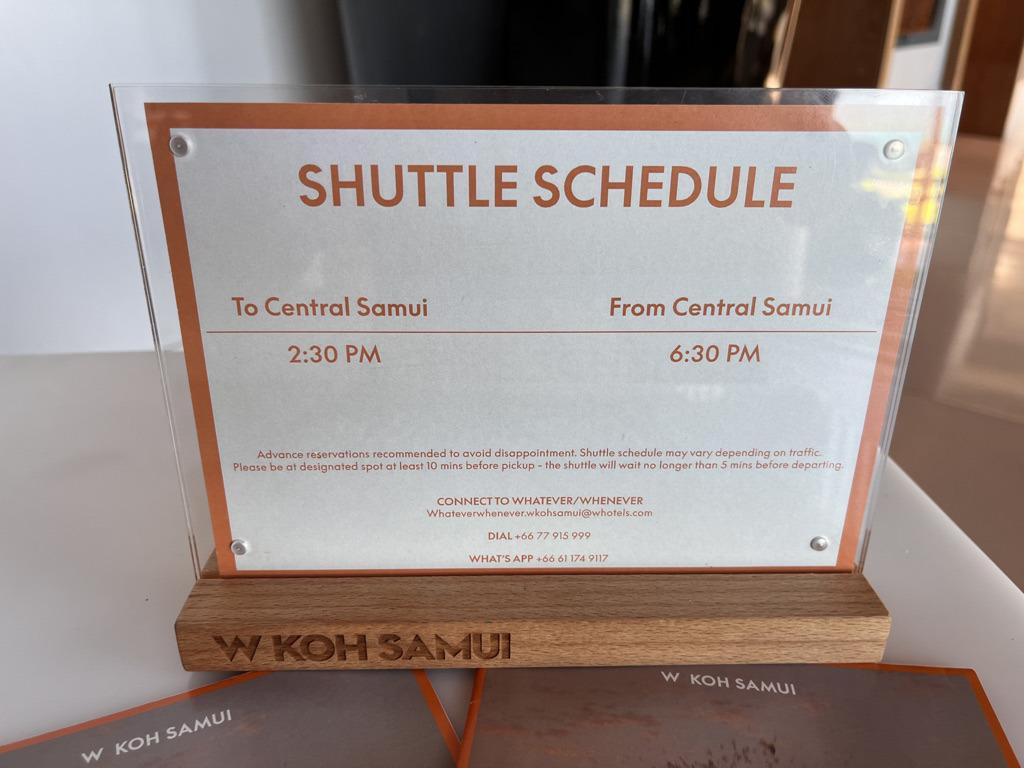 SHUTTLE SCHEDULE
To Central Samui
From Central Samui
2:30 PM
6:30 PM
Advance reservations recommended to avoid disappointment. Shuttle schedule may vary depending on traffic.
Please be at designated spot at least 10 mins before pickup - the shuttle will wait no longer than 5 mins before departing.
CONNECT TO WHATEVER/WHENEVER
Whateverwhenever.wkohsamui@whotels.com
DIAL +66 77 915 999
WHAT'S APP +66 61 174 9117
W KOH SAMUI
W KOH SAMUI
W KOH SAMUI